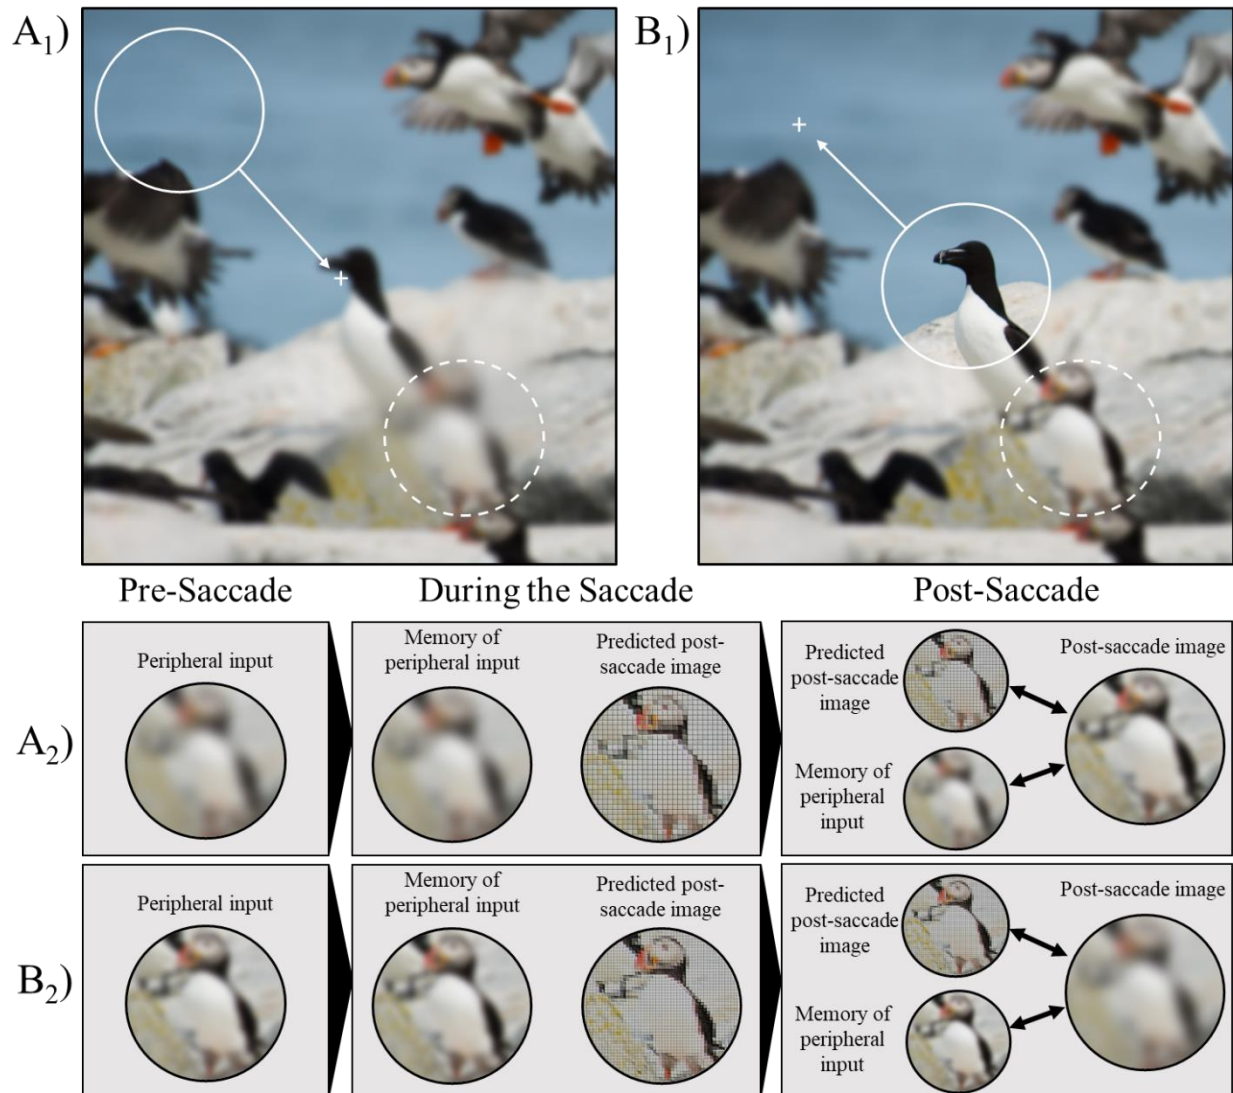 A₁)
B₁)
Pre-Saccade
During the Saccade
Post-Saccade
A₂)
Peripheral input
Memory of
peripheral input
Predicted post-
saccade image
Predicted
post-saccade
image
Memory of
peripheral
input
Post-saccade image
B₂)
Peripheral input
Memory of
peripheral input
Predicted post-
saccade image
Predicted
post-saccade
image
Memory of
peripheral
input
Post-saccade image